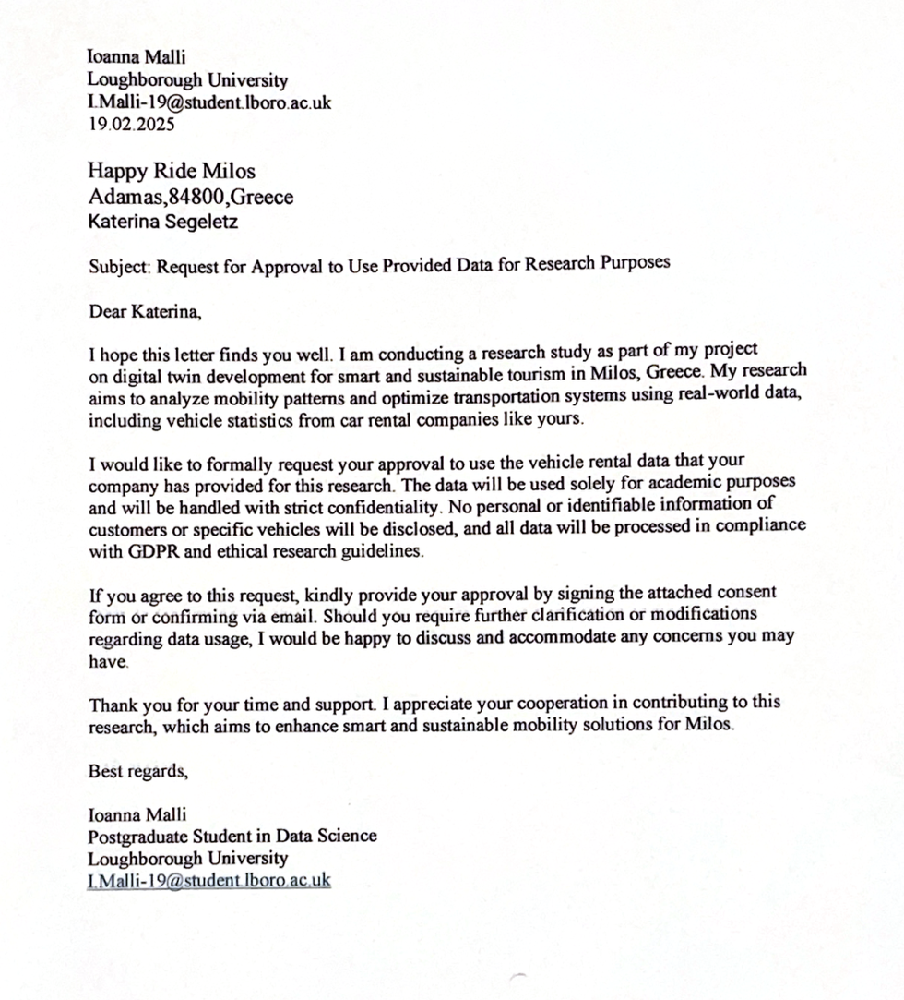 Ioanna Malli
Loughborough University
I.Malli-19@student.lboro.ac.uk
19.02.2025
Happy Ride Milos
Adamas,84800,Greece
Katerina Segeletz
Subject: Request for Approval to Use Provided Data for Research Purposes
Dear Katerina,
I hope this letter finds you well. I am conducting a research study as part of my project
on digital twin development for smart and sustainable tourism in Milos, Greece. My research
aims to analyze mobility patterns and optimize transportation systems using real-world data,
including vehicle statistics from car rental companies like yours.
I would like to formally request your approval to use the vehicle rental data that your
company has provided for this research. The data will be used solely for academic purposes
and will be handled with strict confidentiality. No personal or identifiable information of
customers or specific vehicles will be disclosed, and all data will be processed in compliance
with GDPR and ethical research guidelines.
If you agree to this request, kindly provide your approval by signing the attached consent
form or confirming via email. Should you require further clarification or modifications
regarding data usage, I would be happy to discuss and accommodate any concerns you may
have.
Thank you for your time and support. I appreciate your cooperation in contributing to this
research, which aims to enhance smart and sustainable mobility solutions for Milos.
Best regards,
Ioanna Malli
Postgraduate Student in Data Science
Loughborough University
I.Malli-19@student.lboro.ac.uk